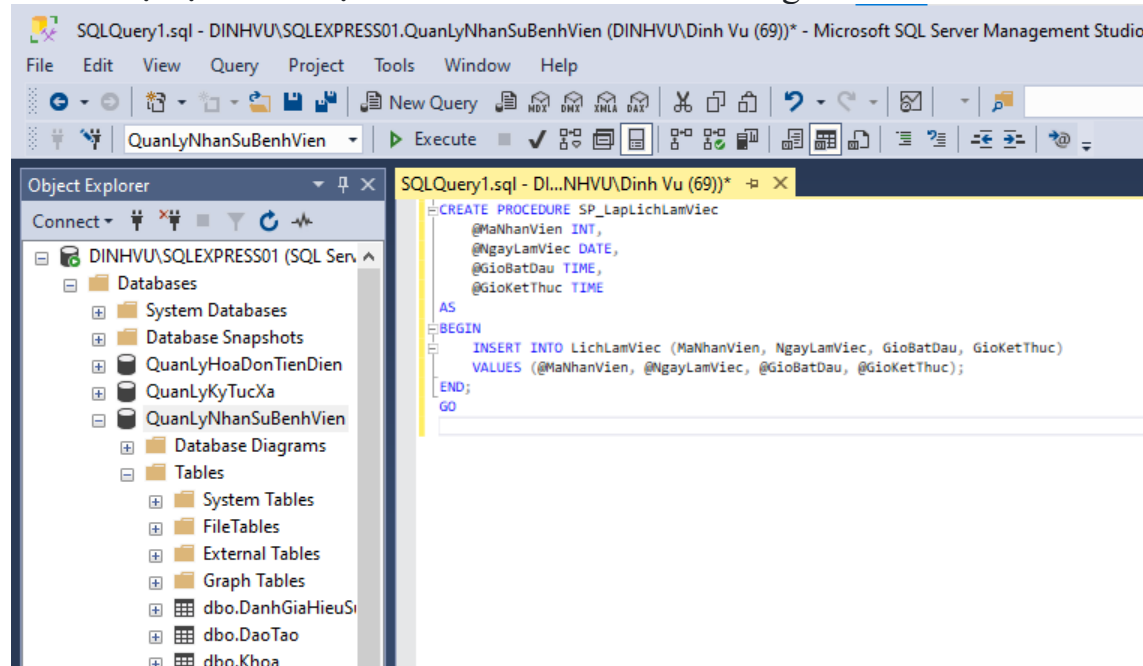 SQLQuery1.sql - DINHVU\SQLEXPRESS01.QuanLyNhanSuBenhVien (DINHVU\Dinh Vu (69))* - Microsoft SQL Server Management Studio
File Edit View Query Project Tools Window Help
New Query MDX DMX XMLA DAX
QuanLyNhanSuBenhVien Execute
Object Explorer
SQLQuery1.sql - DI...NHVU\Dinh Vu (69))*
Connect
DINHVU\SQLEXPRESS01 (SQL Serv
Databases
System Databases
Database Snapshots
QuanLyHoaDonTienDien
QuanLyKyTucXa
QuanLyNhanSuBenhVien
Database Diagrams
Tables
System Tables
FileTables
External Tables
Graph Tables
dbo.DanhGiaHieuSu
dbo.DaoTao
dbo.Khoa
CREATE PROCEDURE SP_LapLichLamViec
@MaNhanVien INT,
@NgayLamViec DATE,
@GioBatDau TIME,
@GioKetThuc TIME
AS
BEGIN
INSERT INTO LichLamViec (MaNhanVien, NgayLamViec, GioBatDau, GioKetThuc)
VALUES (@MaNhanVien, @NgayLamViec, @GioBatDau, @GioKetThuc);
END;
GO